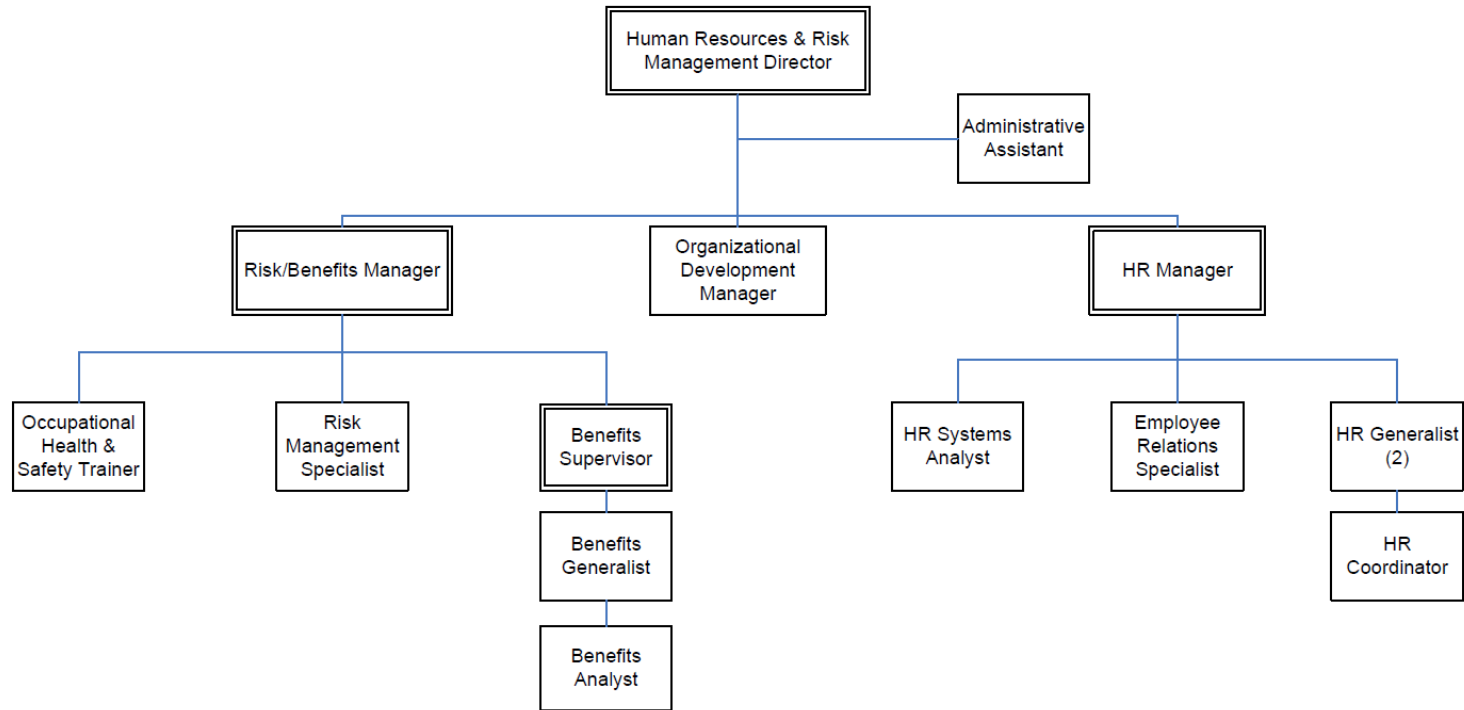 Human Resources & Risk
Management Director
Administrative
Assistant
Risk/Benefits Manager
Organizational
Development
Manager
HR Manager
Occupational
Health &
Safety Trainer
Risk
Management
Specialist
Benefits
Supervisor
HR Systems
Analyst
Employee
Relations
Specialist
HR Generalist
(2)
Benefits
Generalist
HR
Coordinator
Benefits
Analyst